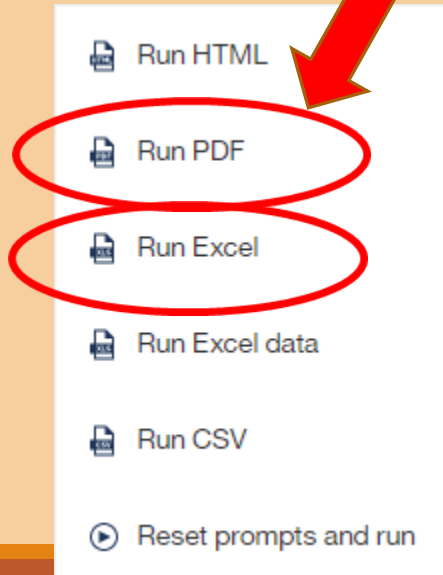 Run HTML
Run PDF
Run Excel
Run Excel data
Run CSV
Reset prompts and run